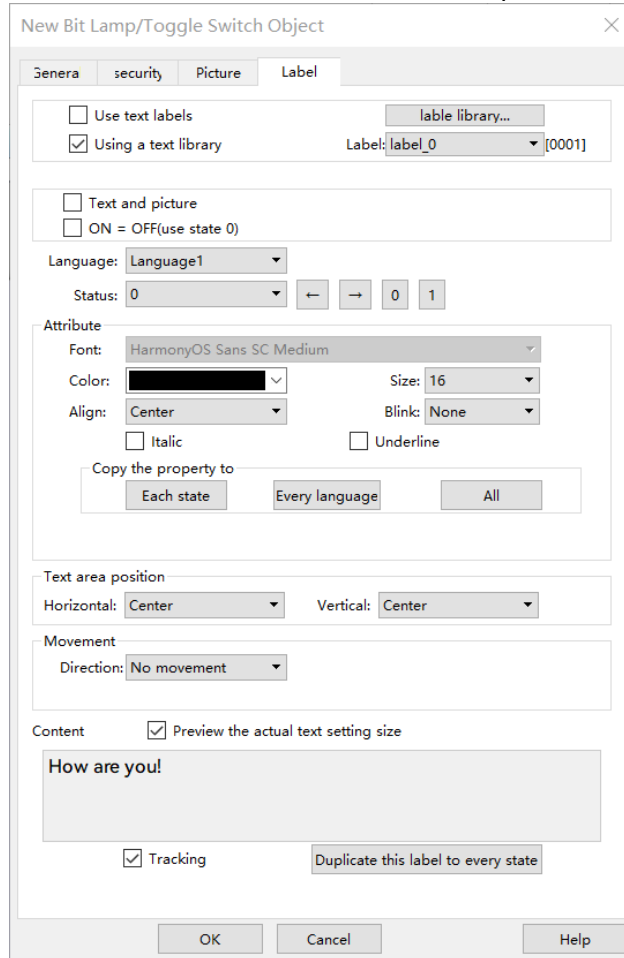 New Bit Lamp/Toggle Switch Object
Genera security Picture Label
Use text labels lable library...
Using a text library Label: label_0 [0001]
Text and picture
ON = OFF(use state 0)
Language: Language1
Status: 0 ← → 0 1
Attribute
Font: HarmonyOS Sans SC Medium
Color: Size: 16
Align: Center Blink: None
Italic Underline
Copy the property to
Each state Every language All
Text area position
Horizontal: Center Vertical: Center
Movement
Direction: No movement
Content Preview the actual text setting size
How are you!
Tracking Duplicate this label to every state
OK Cancel Help